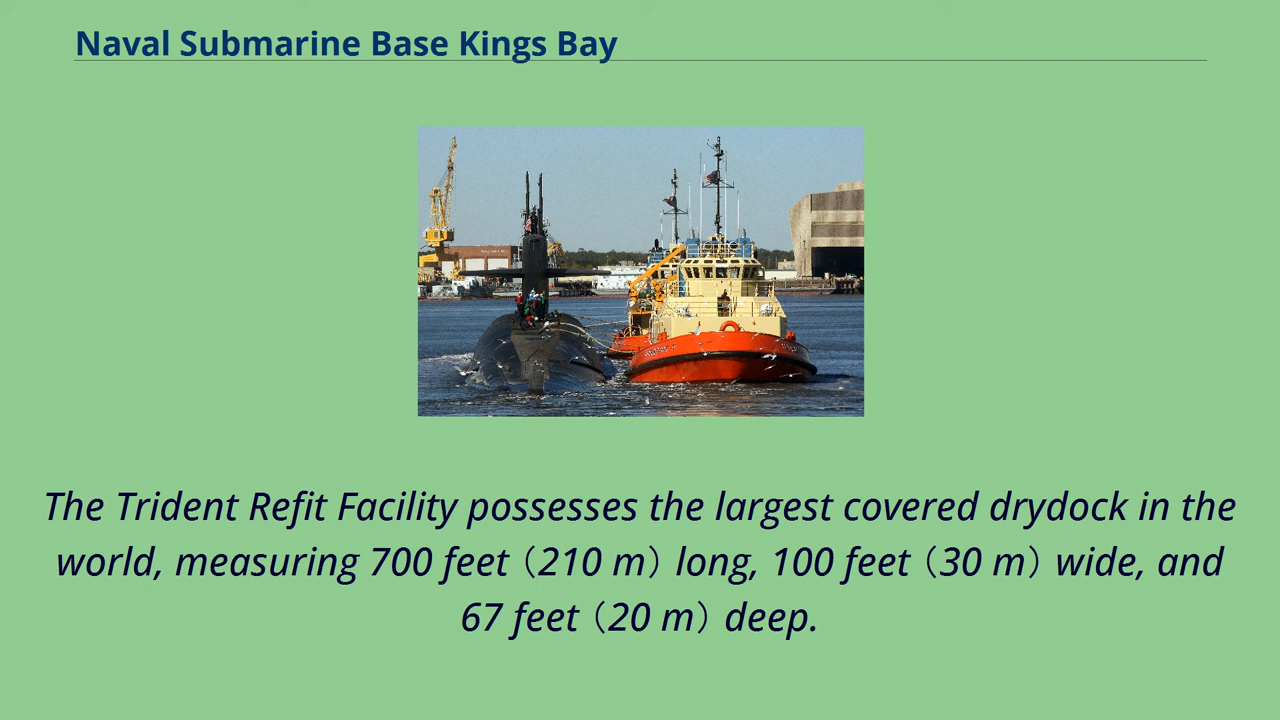 Naval Submarine Base Kings Bay
The Trident Refit Facility possesses the largest covered drydock in the
world, measuring 700 feet（210 m）long, 100 feet（30 m）wide, and
67 feet（20 m）deep.